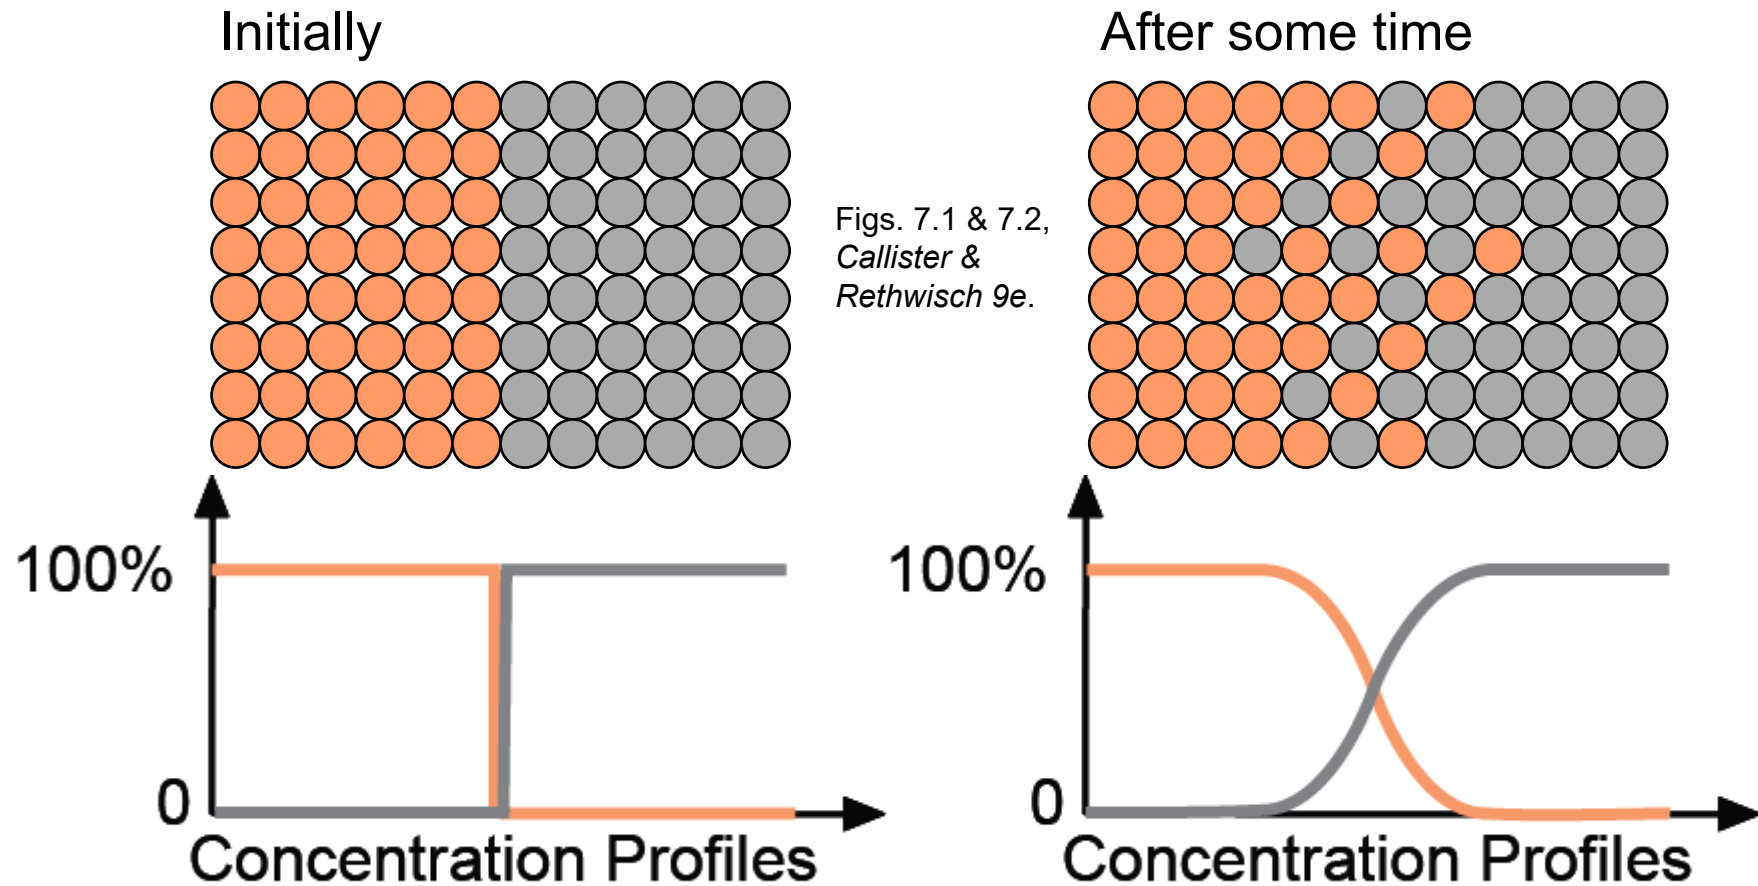 Initially
After some time
Figs. 7.1 & 7.2,
Callister &
Rethwisch 9e.
100%
0
Concentration Profiles
100%
0
Concentration Profiles